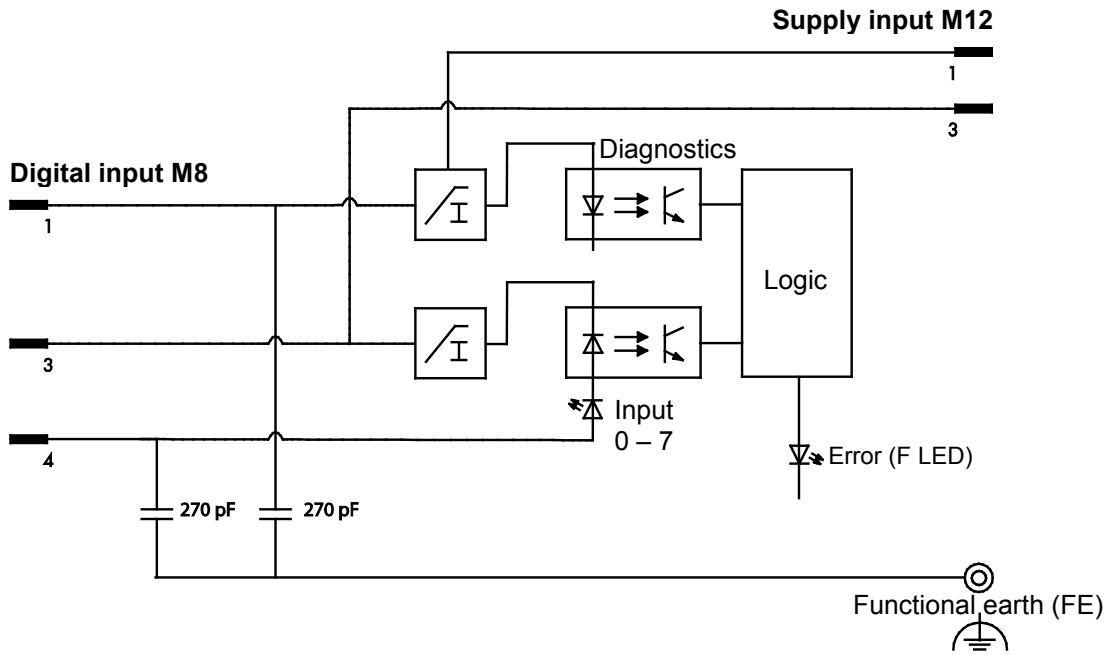 Supply input M12
1
3
Diagnostics
Digital input M8
1
I
Logic
3
I
Input
0 – 7
4
Error (F LED)
270 pF
270 pF
Functional earth (FE)